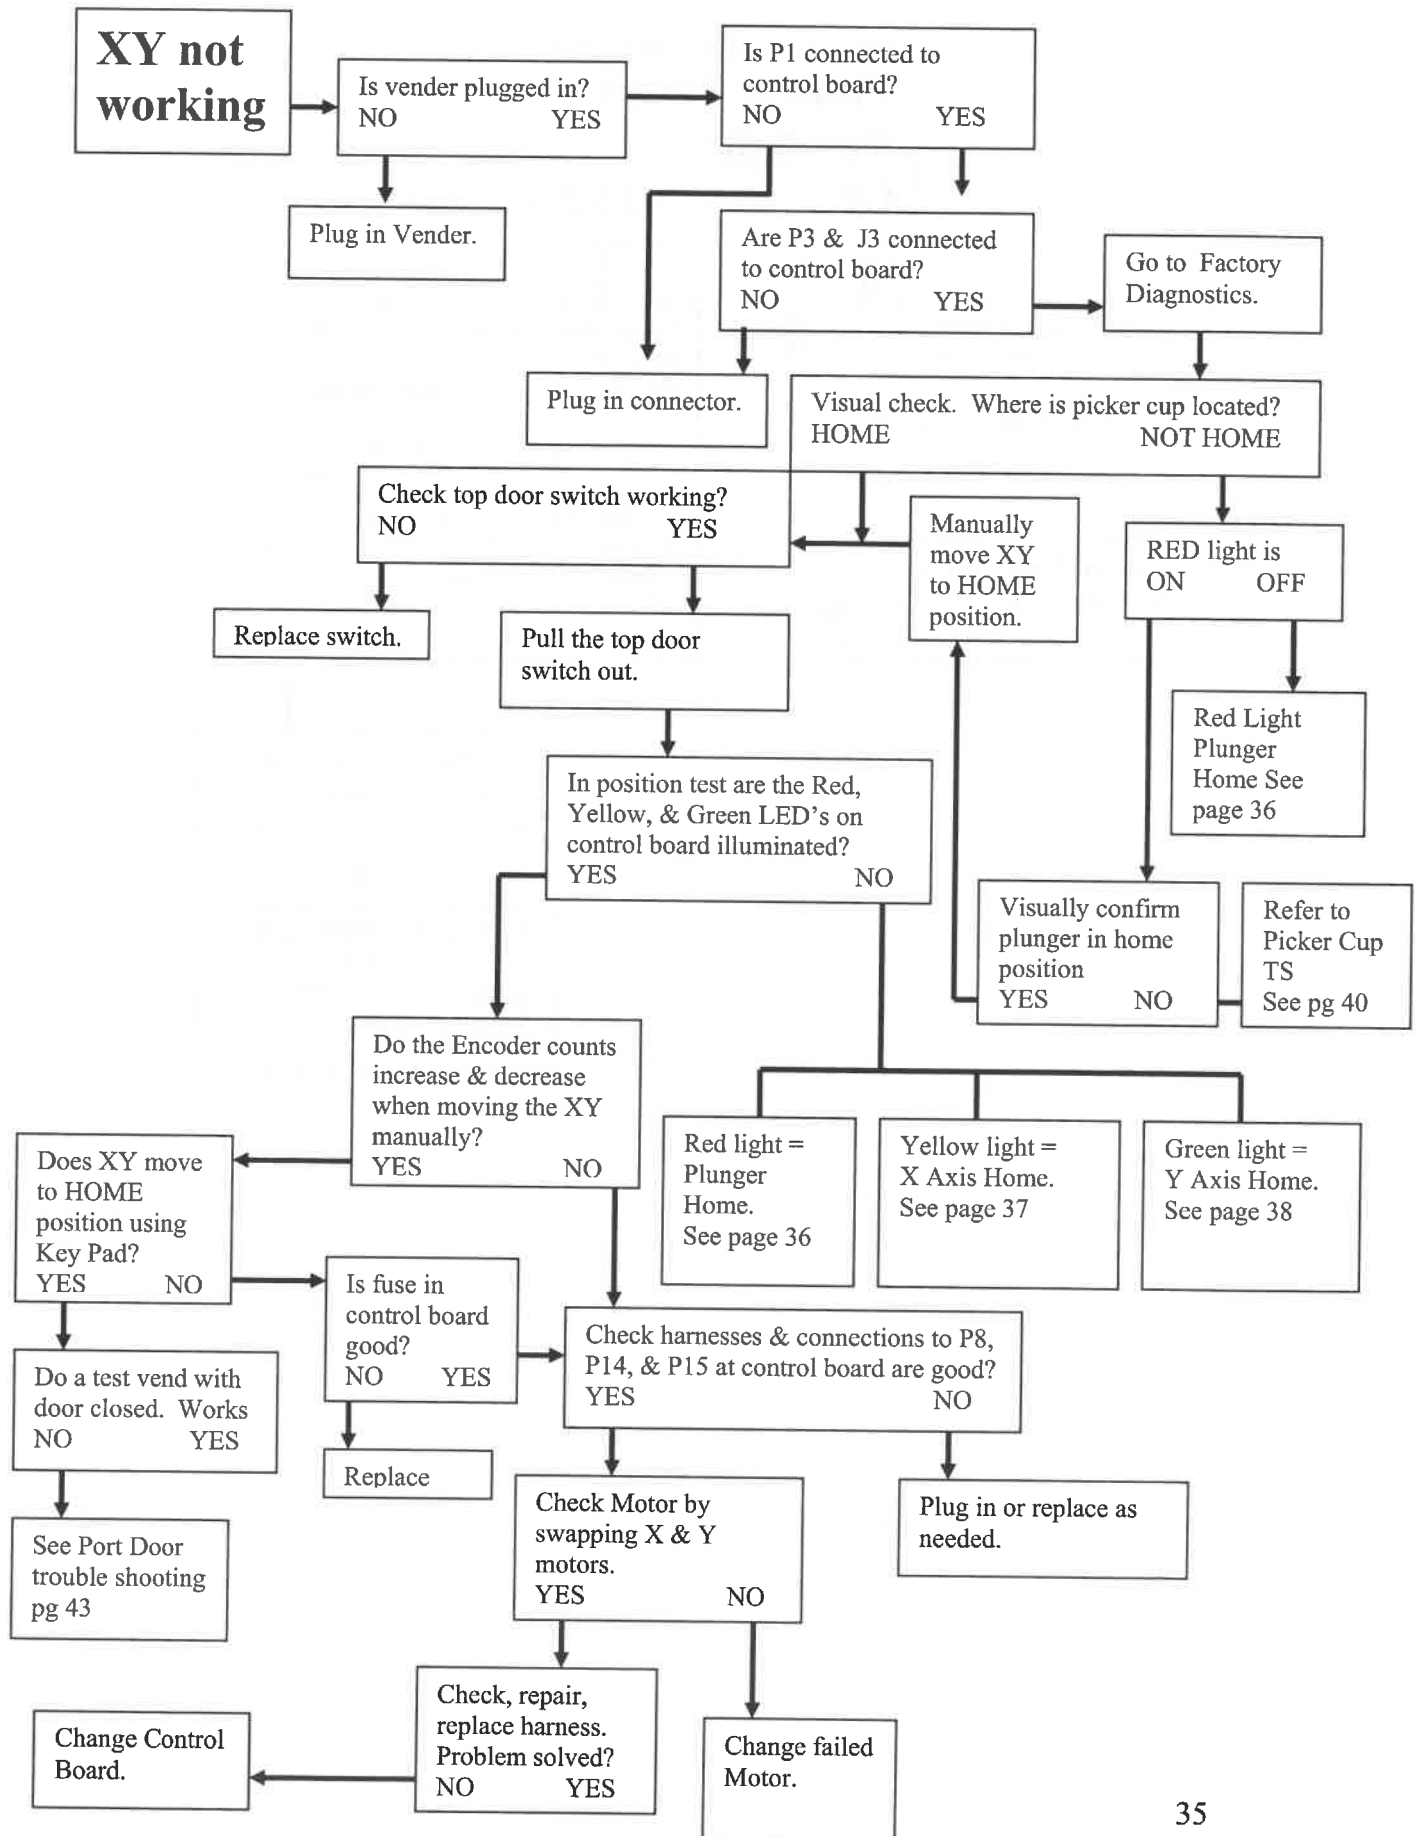 XY not
working
Is vender plugged in?
NO YES
Is P1 connected to
control board?
NO YES
Plug in Vender.
Are P3 & J3 connected
to control board?
NO YES
Go to Factory
Diagnostics.
Plug in connector.
Visual check. Where is picker cup located?
HOME NOT HOME
Check top door switch working?
NO YES
Manually
move XY
to HOME
position.
RED light is
ON OFF
Replace switch.
Pull the top door
switch out.
Red Light
Plunger
Home See
page 36
In position test are the Red,
Yellow, & Green LED's on
control board illuminated?
YES NO
Visually confirm
plunger in home
position
YES NO
Refer to
Picker Cup
TS
See pg 40
Do the Encoder counts
increase & decrease
when moving the XY
manually?
YES NO
Red light =
Plunger
Home.
See page 36
Yellow light =
X Axis Home.
See page 37
Green light =
Y Axis Home.
See page 38
Does XY move
to HOME
position using
Key Pad?
YES NO
Is fuse in
control board
good?
NO YES
Check harnesses & connections to P8,
P14, & P15 at control board are good?
YES NO
Do a test vend with
door closed. Works
NO YES
Replace
Check Motor by
swapping X & Y
motors.
YES NO
Plug in or replace as
needed.
See Port Door
trouble shooting
pg 43
Check, repair,
replace harness.
Problem solved?
NO YES
Change Control
Board.
Change failed
Motor.
35